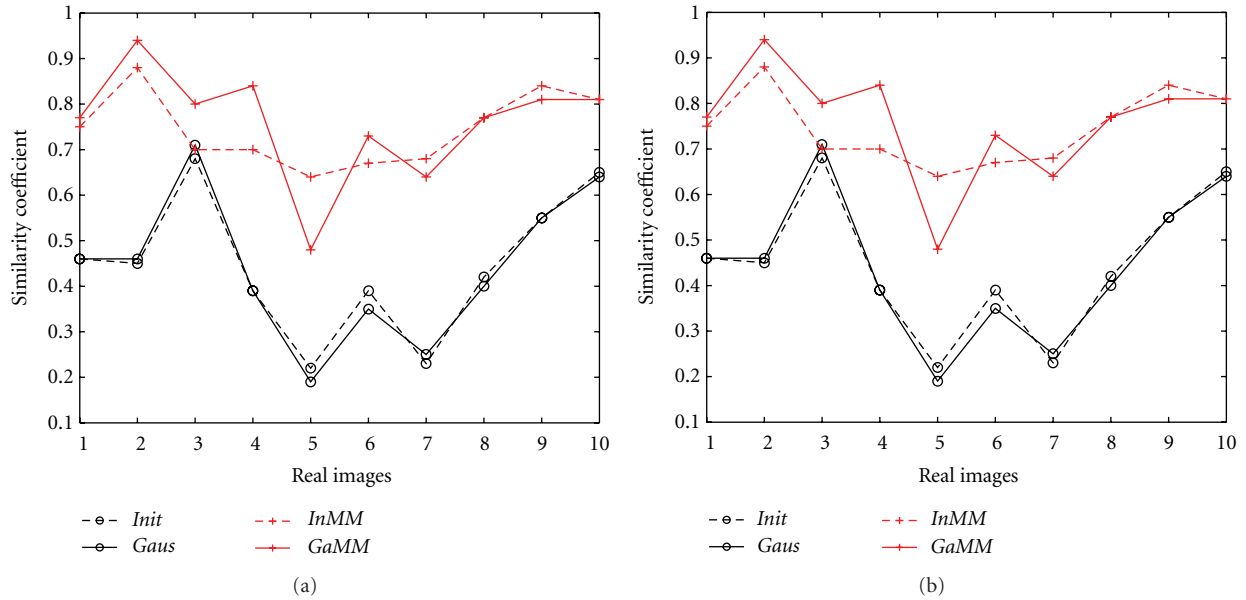 1
0.9
0.8
0.7
0.6
0.5
0.4
0.3
0.2
0.1
Similarity coefficient
1 2 3 4 5 6 7 8 9 10
Real images
Init
Gaus
InMM
GaMM
(a)
1
0.9
0.8
0.7
0.6
0.5
0.4
0.3
0.2
0.1
Similarity coefficient
1 2 3 4 5 6 7 8 9 10
Real images
Init
Gaus
InMM
GaMM
(b)